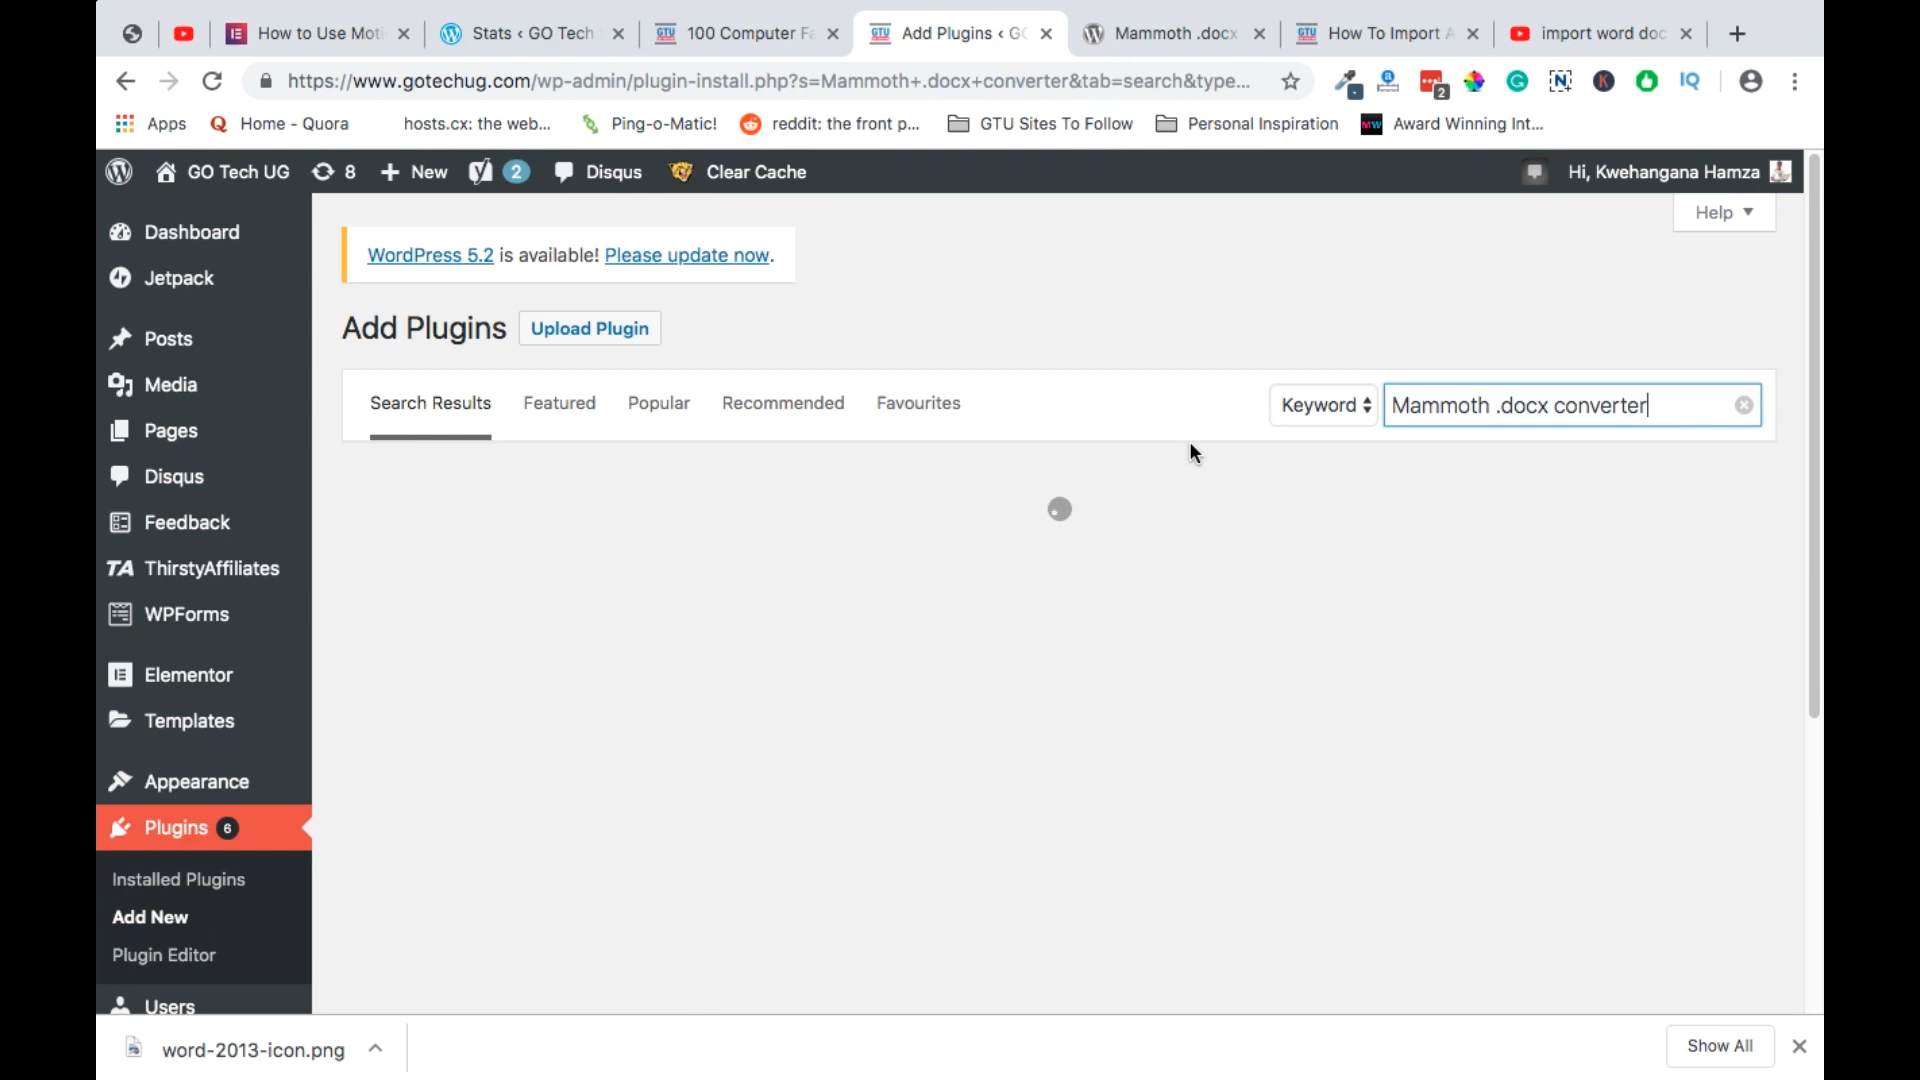 How to Use Moti
Stats ‹ GO Tech
100 Computer Fa
Add Plugins ‹ GO
Mammoth .docx
How To Import A
import word doc
https://www.gotechug.com/wp-admin/plugin-install.php?s=Mammoth+.docx+converter&tab=search&type...
2
IQ
Apps
Home - Quora
hosts.cx: the web...
Ping-o-Matic!
reddit: the front p...
GTU Sites To Follow
Personal Inspiration
Award Winning Int...
GO Tech UG
8
New
2
Disqus
Clear Cache
Hi, Kwehangana Hamza
Help
Dashboard
Jetpack
Posts
Media
Pages
Disqus
Feedback
TA ThirstyAffiliates
WPForms
Elementor
Templates
Appearance
Plugins 6
Installed Plugins
Add New
Plugin Editor
Users
WordPress 5.2 is available! Please update now.
Add Plugins
Upload Plugin
Search Results
Featured
Popular
Recommended
Favourites
Keyword
Mammoth .docx converter
word-2013-icon.png
Show All